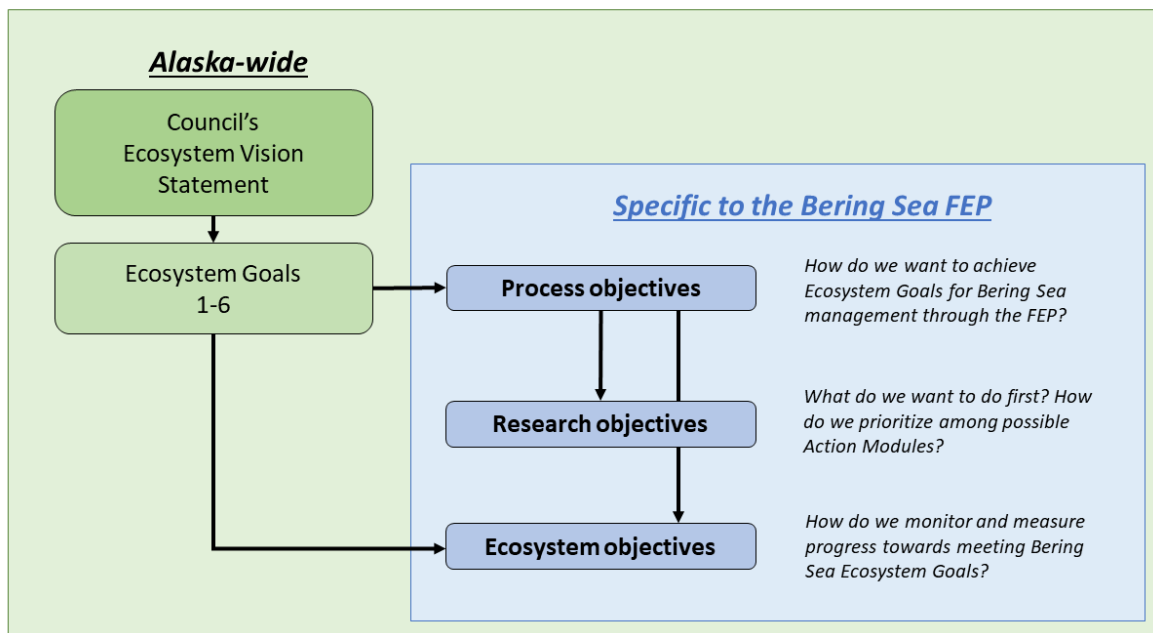 Alaska-wide
Council’s
Ecosystem Vision
Statement
Ecosystem Goals
1-6
Specific to the Bering Sea FEP
Process objectives
How do we want to achieve
Ecosystem Goals for Bering Sea
management through the FEP?
Research objectives
What do we want to do first? How
do we prioritize among possible
Action Modules?
Ecosystem objectives
How do we monitor and measure
progress towards meeting Bering
Sea Ecosystem Goals?